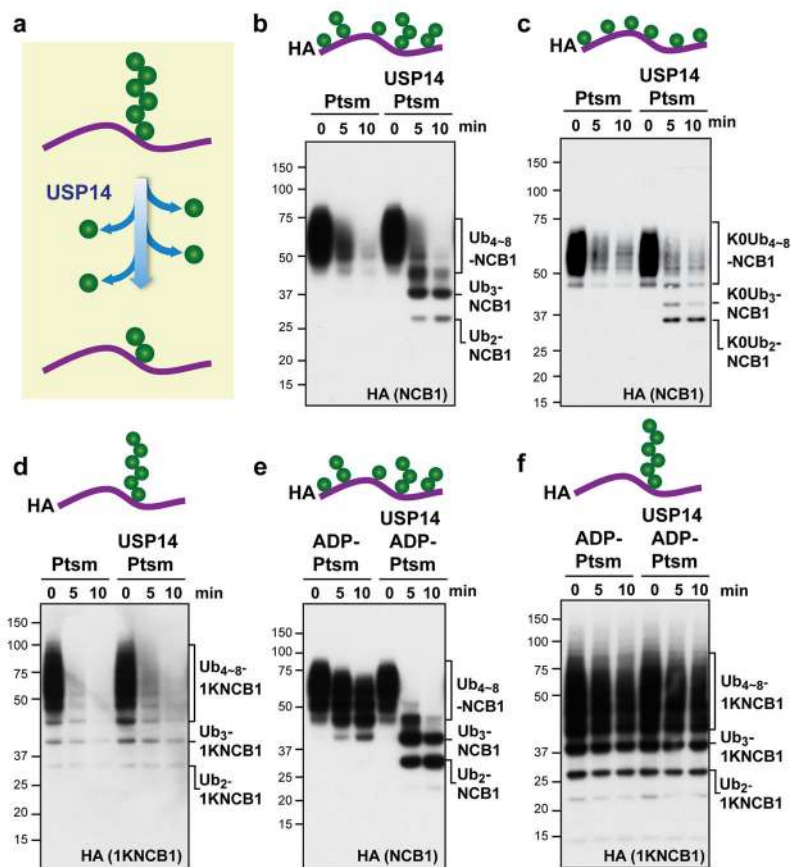 a
USP14
b
HA
USP14
Ptsm Ptsm
0 5 10 0 5 10 min
150
100
75
50
37
25
20
15
Ub4~8
-NCB1
Ub3-
NCB1
Ub2-
NCB1
HA (NCB1)
c
HA
USP14
Ptsm Ptsm
0 5 10 0 5 10 min
150
100
75
50
37
25
20
15
K0Ub4~8
-NCB1
K0Ub3-
NCB1
K0Ub2-
NCB1
HA (NCB1)
d
HA
USP14
Ptsm Ptsm
0 5 10 0 5 10 min
150
100
75
50
37
25
20
15
Ub4~8-
1KNCB1
Ub3-
1KNCB1
Ub2-
1KNCB1
HA (1KNCB1)
e
HA
USP14
ADP- ADP-
Ptsm Ptsm
0 5 10 0 5 10 min
150
100
75
50
37
25
20
15
Ub4~8
-NCB1
Ub3-
NCB1
Ub2-
NCB1
HA (NCB1)
f
HA
USP14
ADP- ADP-
Ptsm Ptsm
0 5 10 0 5 10 min
150
100
75
50
37
25
20
15
Ub4~8-
1KNCB1
Ub3-
1KNCB1
Ub2-
1KNCB1
HA (1KNCB1)